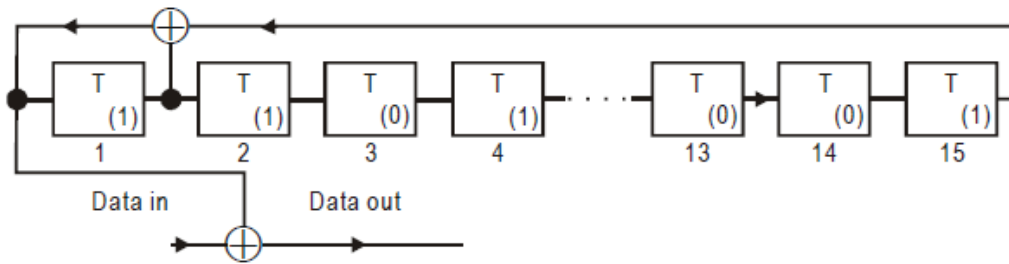 T T T T T T T
(1) (1) (0) (1) (0) (0) (1)
1 2 3 4 13 14 15
Data in Data out